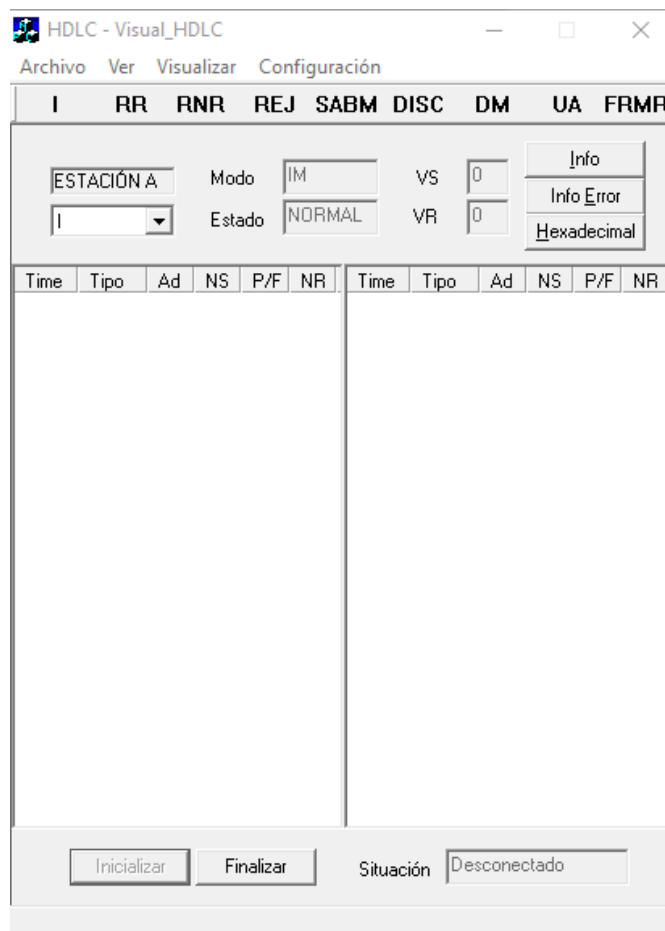 HDLC - Visual_HDLC
Archivo Ver Visualizar Configuración
I RR RNR REJ SABM DISC DM UA FRMR
ESTACIÓN A Modo IM VS 0 Info
Info Error
I Estado NORMAL VR 0 Hexadecimal
Time Tipo Ad NS P/F NR Time Tipo Ad NS P/F NR
Inicializar Finalizar Situación Desconectado